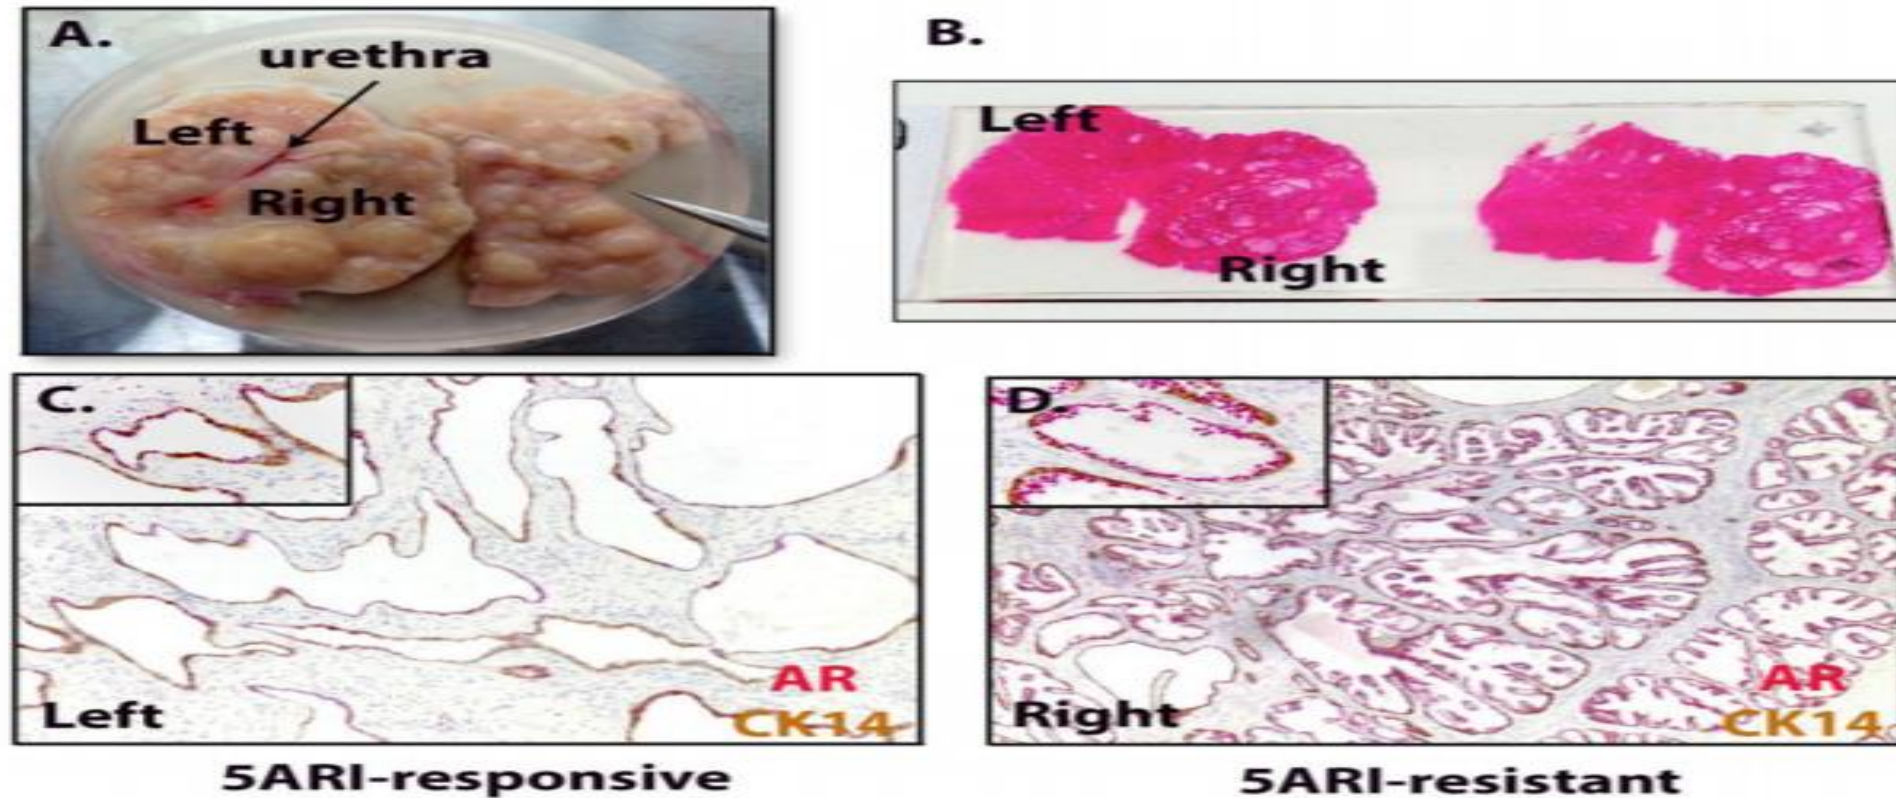 A.
urethra
Left
Right
B.
Left
Right
C.
Left
AR
CK14
5ARI-responsive
D.
Right
AR
CK14
5ARI-resistant